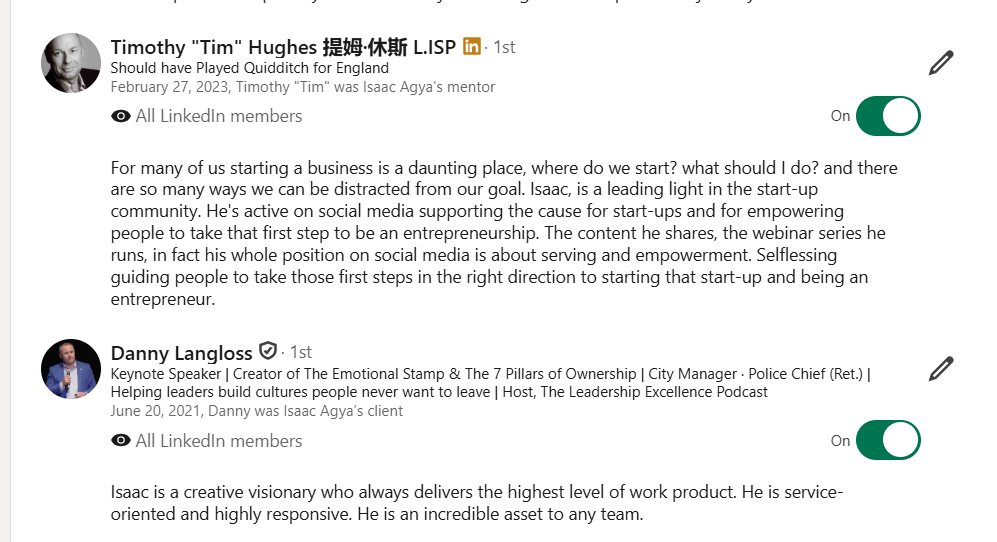 Timothy "Tim" Hughes 提姆·休斯 L.ISP in · 1st
Should have Played Quidditch for England
February 27, 2023, Timothy "Tim" was Isaac Agya's mentor
All LinkedIn members
On
For many of us starting a business is a daunting place, where do we start? what should I do? and there
are so many ways we can be distracted from our goal. Isaac, is a leading light in the start-up
community. He's active on social media supporting the cause for start-ups and for empowering
people to take that first step to be an entrepreneurship. The content he shares, the webinar series he
runs, in fact his whole position on social media is about serving and empowerment. Selflessing
guiding people to take those first steps in the right direction to starting that start-up and being an
entrepreneur.
Danny Langloss · 1st
Keynote Speaker | Creator of The Emotional Stamp & The 7 Pillars of Ownership | City Manager · Police Chief (Ret.) |
Helping leaders build cultures people never want to leave | Host, The Leadership Excellence Podcast
June 20, 2021, Danny was Isaac Agya's client
All LinkedIn members
On
Isaac is a creative visionary who always delivers the highest level of work product. He is service-
oriented and highly responsive. He is an incredible asset to any team.